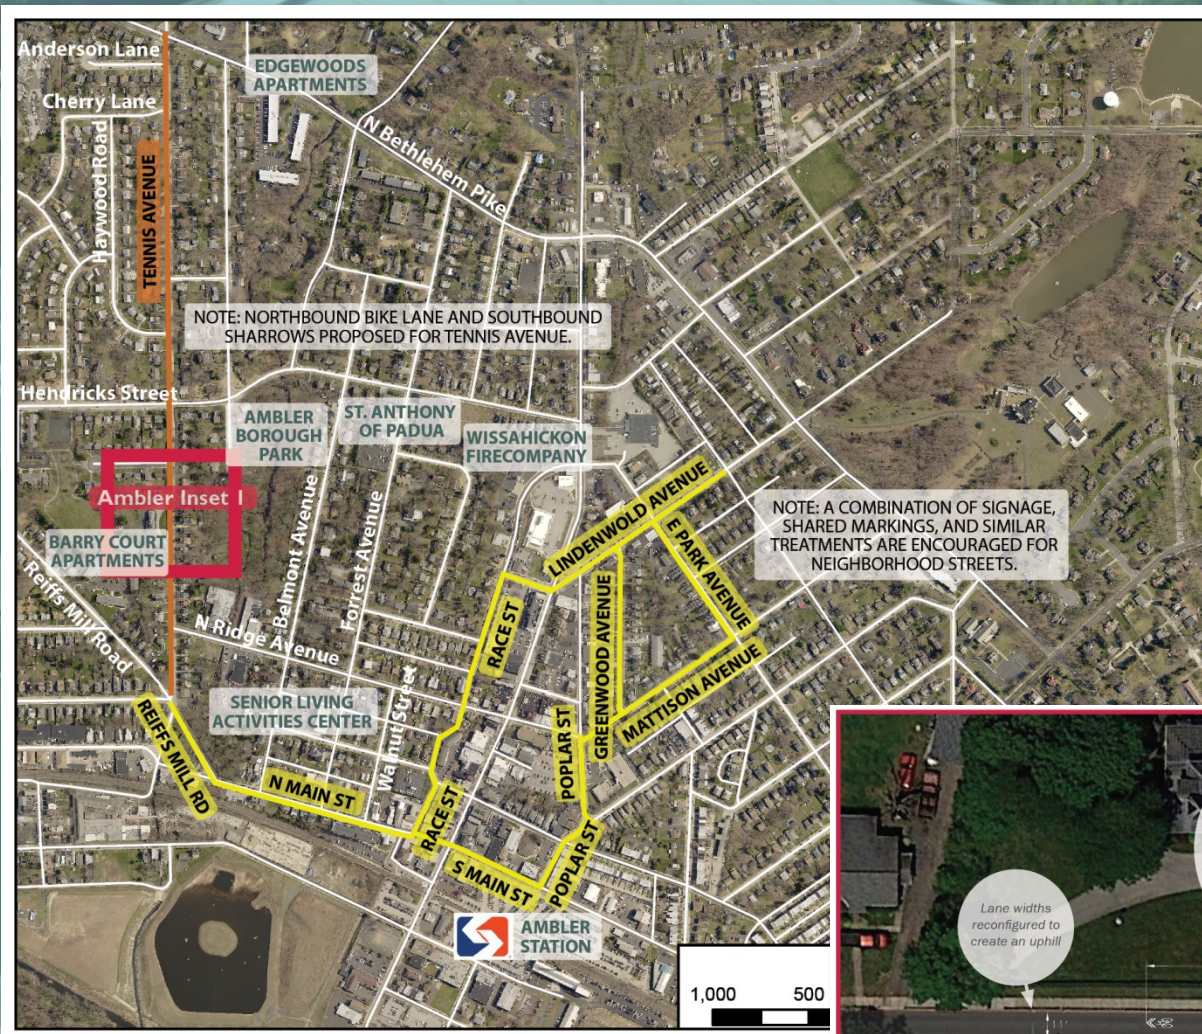 Anderson Lane
EDGEWOODS
APARTMENTS
Cherry Lane
N Bethlehem Pike
Haywood Road
TENNIS AVENUE
NOTE: NORTHBOUND BIKE LANE AND SOUTHBOUND
SHARROWS PROPOSED FOR TENNIS AVENUE.
Hendricks Street
AMBLER
BOROUGH
PARK
ST. ANTHONY
OF PADUA
WISSAHICKON
FIRECOMPANY
Ambler Inset 1
BARRY COURT
APARTMENTS
Reiffs Mill Road
Belmont Avenue
Forrest Avenue
LINDENWOLD AVENUE
NOTE: A COMBINATION OF SIGNAGE,
SHARED MARKINGS, AND SIMILAR
TREATMENTS ARE ENCOURAGED FOR
NEIGHBORHOOD STREETS.
E PARK AVENUE
GREENWOOD AVENUE
RACE ST
N Ridge Avenue
MATTISON AVENUE
SENIOR LIVING
ACTIVITIES CENTER
Walnut Street
REIFFS MILL RD
POPLAR ST
N MAIN ST
RACE ST
POPLAR ST
S MAIN ST
AMBLER
STATION
1,000 500
Lane widths
reconfigured to
create an uphill